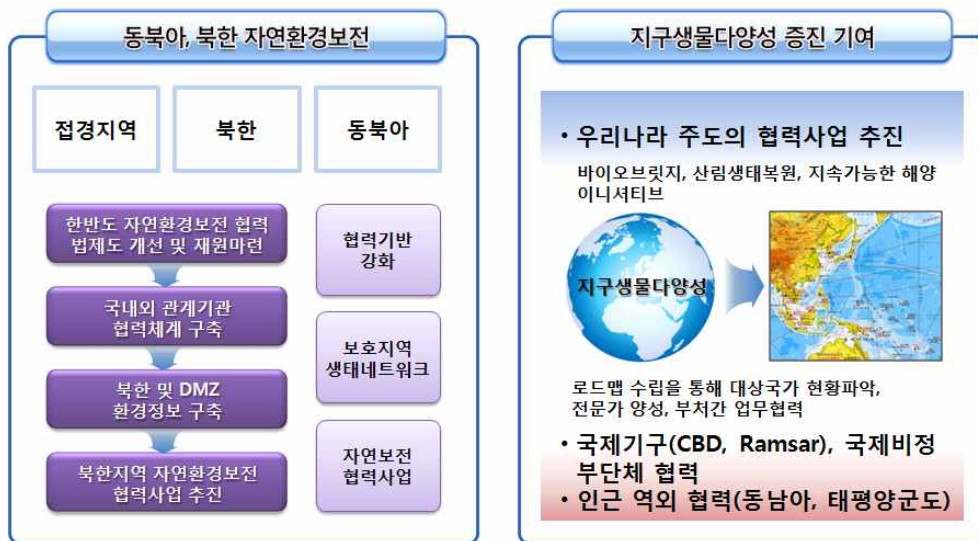 동북아, 북한 자연환경보전
접경지역
북한
동북아
한반도 자연환경보전 협력
법제도 개선 및 재원마련
국내외 관계기관
협력체계 구축
북한 및 DMZ
환경정보 구축
북한지역 자연환경보전
협력사업 추진
협력기반
강화
보호지역
생태네트워크
자연보전
협력사업
지구생물다양성 증진 기여
• 우리나라 주도의 협력사업 추진
바이오브릿지, 산림생태복원, 지속가능한 해양
이니셔티브
지구생물다양성
로드맵 수립을 통해 대상국가 현황파악,
전문가 양성, 부처간 업무협력
• 국제기구(CBD, Ramsar), 국제비정
부단체 협력
• 인근 역외 협력(동남아, 태평양군도)